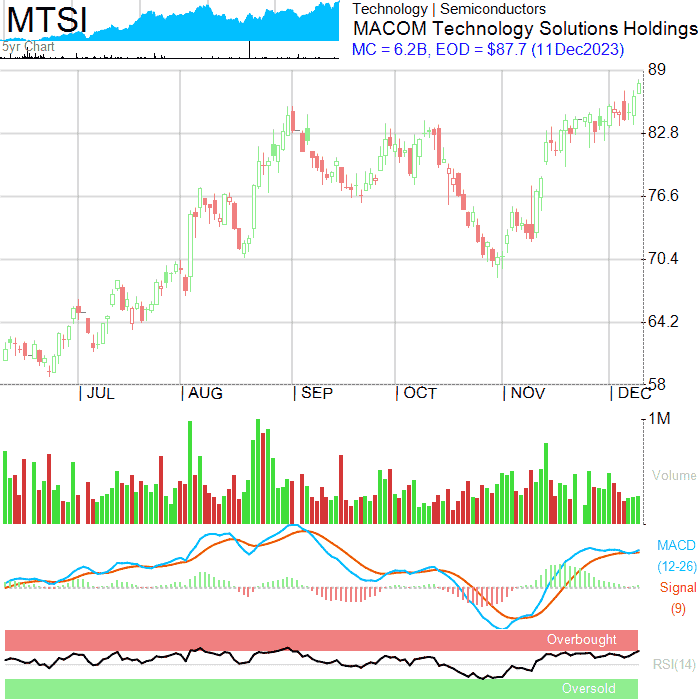 MTSI
5yr Chart
Technology | Semiconductors
MACOM Technology Solutions Holdings
MC = 6.2B, EOD = $87.7 (11Dec2023)
89
82.8
76.6
70.4
64.2
58
JUL AUG SEP OCT NOV DEC
1M
Volume
MACD
(12-26)
Signal
(9)
Overbought
RSI(14)
Oversold